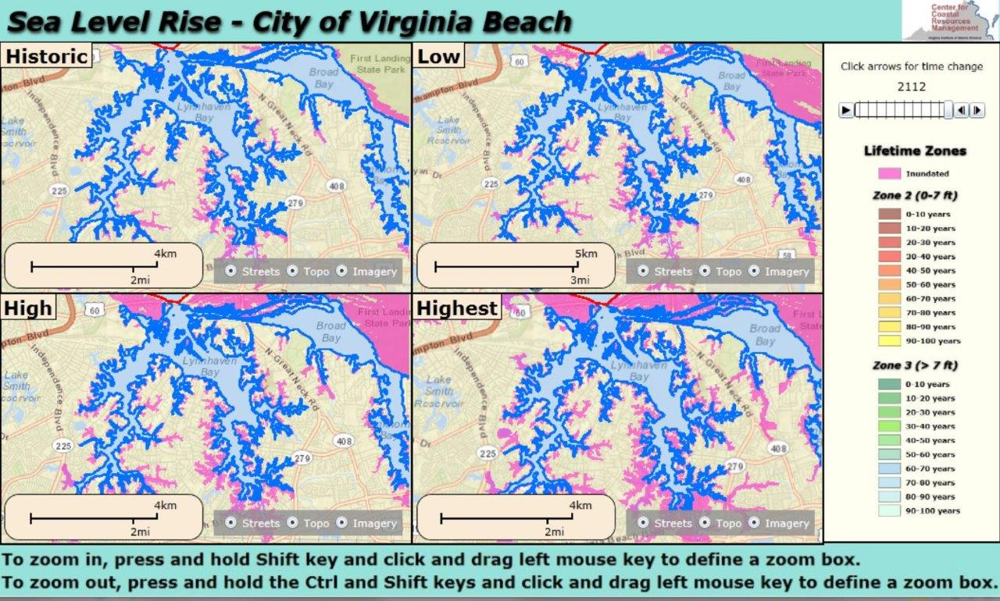 Sea Level Rise - City of Virginia Beach
Center for
Coastal
Resources
Management
Virginia Institute of Marine Science
Historic
Independence Blvd
Lake
Smith
Lynnhaven
Bay
Broad
Bay
First Landing
State Park
N Great Neck Rd
225
408
279
4km
2mi
Streets
Topo
Imagery
Low
60
Independence Blvd
Lake
Smith
Reservoir
Lynnhaven
Bay
Broad
Bay
First Landing
State Park
N Great Neck Rd
225
408
279
58
5km
3mi
Streets
Topo
Imagery
High
60
Independence Blvd
Lake
Smith
Lynnhaven
Bay
Broad
Bay
N Great Neck Rd
225
408
279
4km
2mi
Streets
Topo
Imagery
Highest
60
Independence Blvd
Lake
Smith
Reservoir
Lynnhaven
Bay
Broad
Bay
N Great Neck Rd
225
408
279
4km
2mi
Streets
Topo
Imagery
Click arrows for time change
2112
Lifetime Zones
Inundated
Zone 2 (0-7 ft)
0-10 years
10-20 years
20-30 years
30-40 years
40-50 years
50-60 years
60-70 years
70-80 years
80-90 years
90-100 years
Zone 3 (> 7 ft)
0-10 years
10-20 years
20-30 years
30-40 years
40-50 years
50-60 years
60-70 years
70-80 years
80-90 years
90-100 years
To zoom in, press and hold Shift key and click and drag left mouse key to define a zoom box.
To zoom out, press and hold the Ctrl and Shift keys and click and drag left mouse key to define a zoom box.